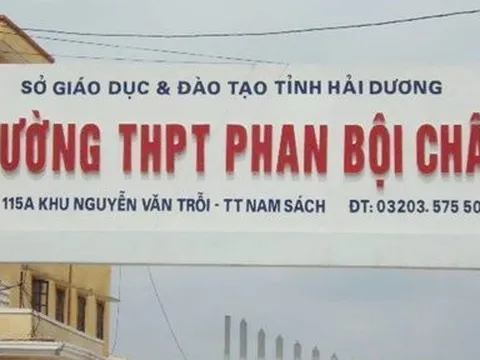 SỞ GIÁO DỤC & ĐÀO TẠO TỈNH HẢI DƯƠNG
ƯỜNG THPT PHAN BỘI CHÂ
115A KHU NGUYỄN VĂN TRỖI - TT NAM SÁCH ĐT: 03203. 575 50